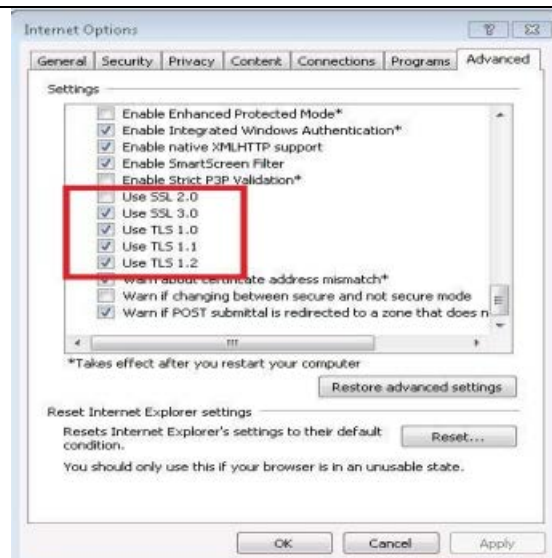 Internet Options
General Security Privacy Content Connections Programs Advanced
Settings
Enable Enhanced Protected Mode*
Enable Integrated Windows Authentication*
Enable native XMLHTTP support
Enable SmartScreen Filter
Enable Strict P3P Validation*
Use SSL 2.0
Use SSL 3.0
Use TLS 1.0
Use TLS 1.1
Use TLS 1.2
Warn about certificate address mismatch*
Warn if changing between secure and not secure mode
Warn if POST submittal is redirected to a zone that does n
*Takes effect after you restart your computer
Restore advanced settings
Reset Internet Explorer settings
Resets Internet Explorer's settings to their default
condition.
Reset...
You should only use this if your browser is in an unusable state.
OK Cancel Apply